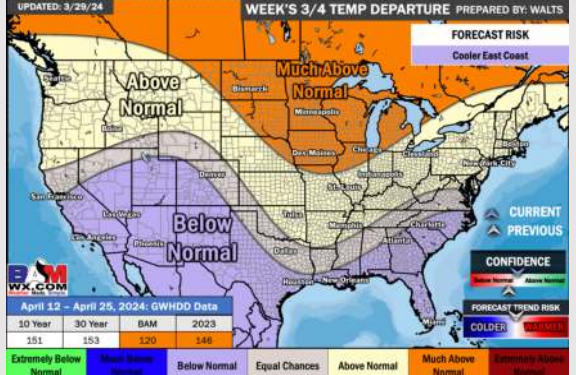 UPDATED: 3/29/24
WEEK'S 3/4 TEMP DEPARTURE PREPARED BY: WALTS
FORECAST RISK
Cooler East Coast
Seattle
Above
Normal
Much Above
Normal
Bismarck
Minneapolis
Boise
Des Moines
Chicago
Cleveland
Boston
New York City
Indianapolis
St. Louis
Denver
San Francisco
Las Vegas
Los Angeles
Phoenix
Below
Normal
Tulsa
Memphis
Charlotte
Atlanta
Dallas
Houston
New Orleans
Miami
CURRENT
PREVIOUS
CONFIDENCE
Below Normal
Above Normal
FORECAST TREND RISK
COLDER
WARMER
BAM
WX.COM
April 12 – April 25, 2024: GWHDD Data
10 Year 30 Year BAM 2023
151 153 120 146
Extremely Below
Normal
Much Below
Normal
Below Normal
Equal Chances
Above Normal
Much Above
Normal
Extremely Above
Normal